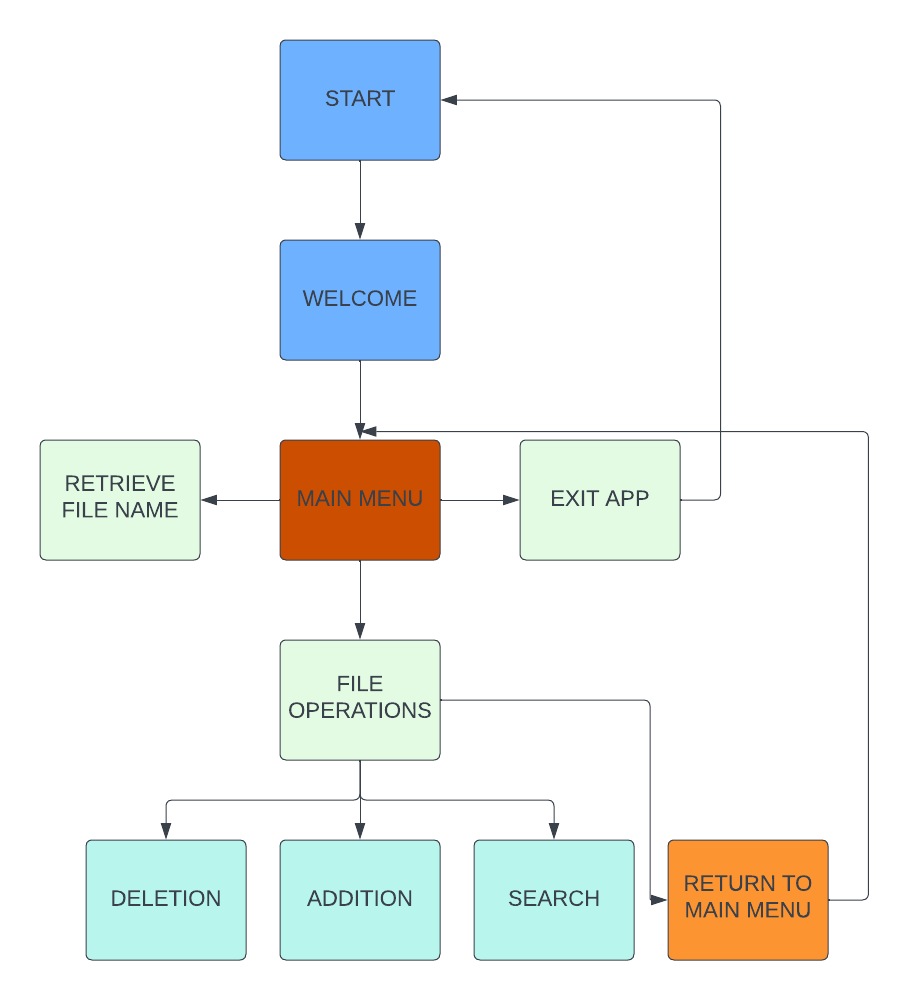 START
WELCOME
RETRIEVE
FILE NAME
MAIN MENU
EXIT APP
FILE
OPERATIONS
DELETION
ADDITION
SEARCH
RETURN TO
MAIN MENU